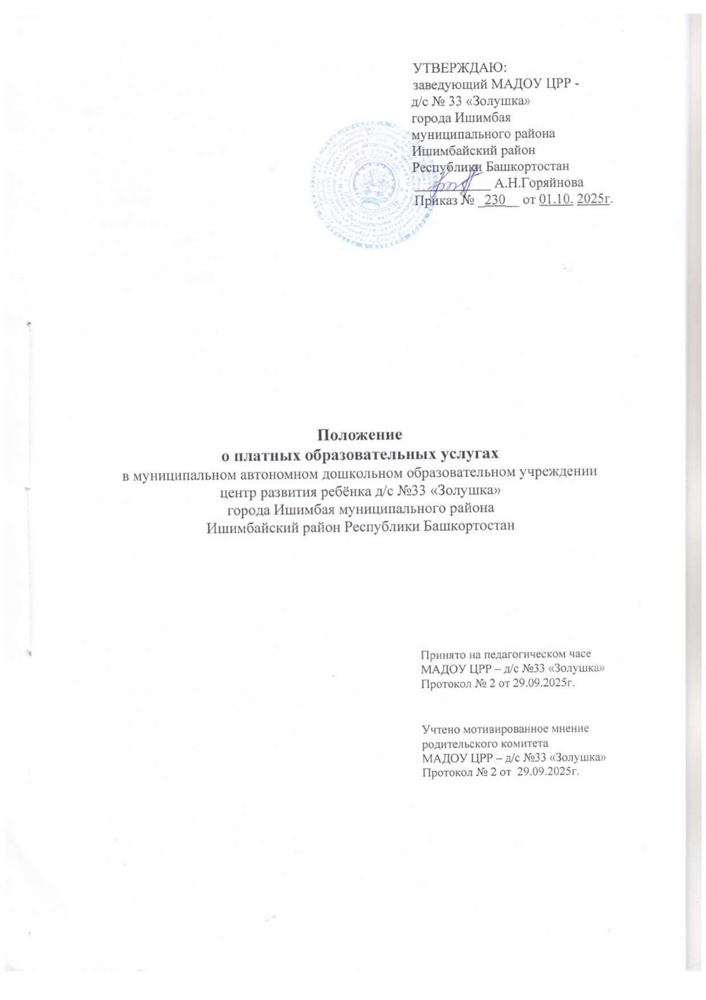 УТВЕРЖДАЮ:
заведующий МАДОУ ЦРР -
д/с № 33 «Золушка»
города Ишимбая
муниципального района
Ишимбайский район
Республики Башкортостан
____________ А.Н.Горяйнова
Приказ № _230__ от 01.10. 2025г.
Положение
о платных образовательных услугах
в муниципальном автономном дошкольном образовательном учреждении
центр развития ребёнка д/с №33 «Золушка»
города Ишимбая муниципального района
Ишимбайский район Республики Башкортостан
Принято на педагогическом часе
МАДОУ ЦРР – д/с №33 «Золушка»
Протокол № 2 от 29.09.2025г.
Учтено мотивированное мнение
родительского комитета
МАДОУ ЦРР – д/с №33 «Золушка»
Протокол № 2 от 29.09.2025г.